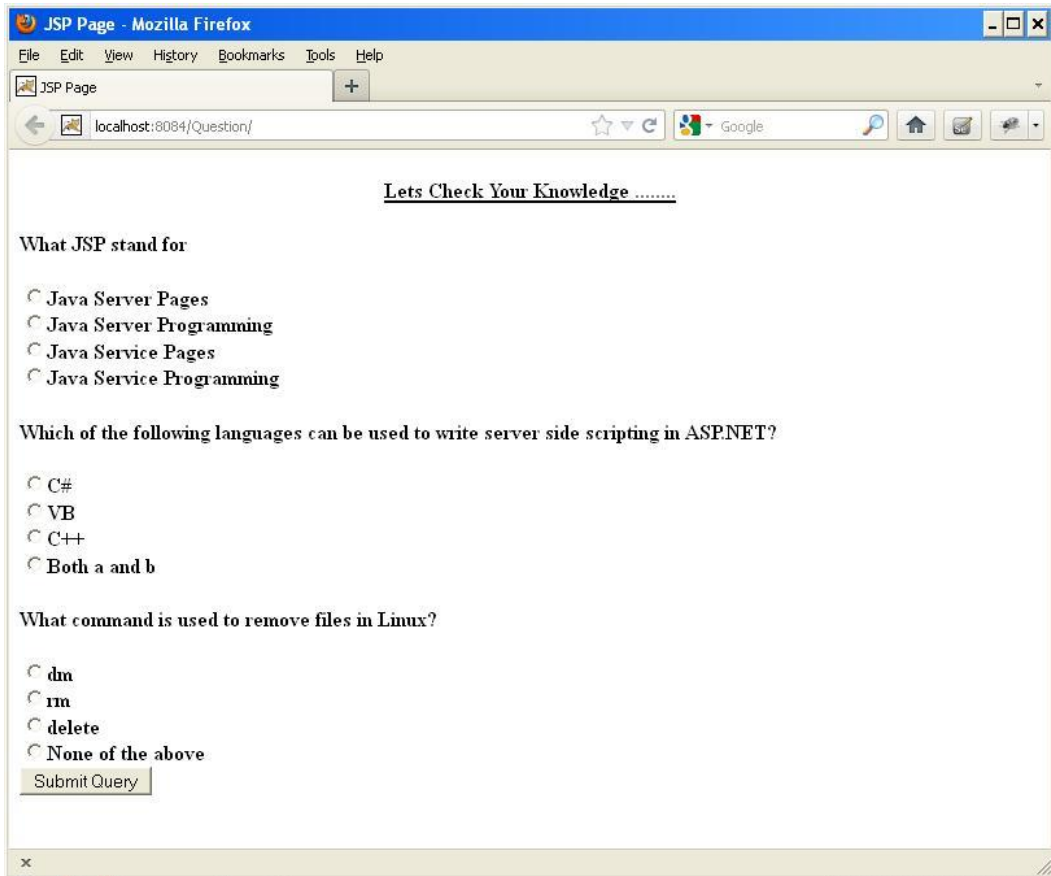 JSP Page - Mozilla Firefox
File Edit View History Bookmarks Tools Help
JSP Page
localhost:8084/Question/
Google
Lets Check Your Knowledge ........
What JSP stand for
Java Server Pages
Java Server Programming
Java Service Pages
Java Service Programming
Which of the following languages can be used to write server side scripting in ASP.NET?
C#
VB
C++
Both a and b
What command is used to remove files in Linux?
dm
rm
delete
None of the above
Submit Query